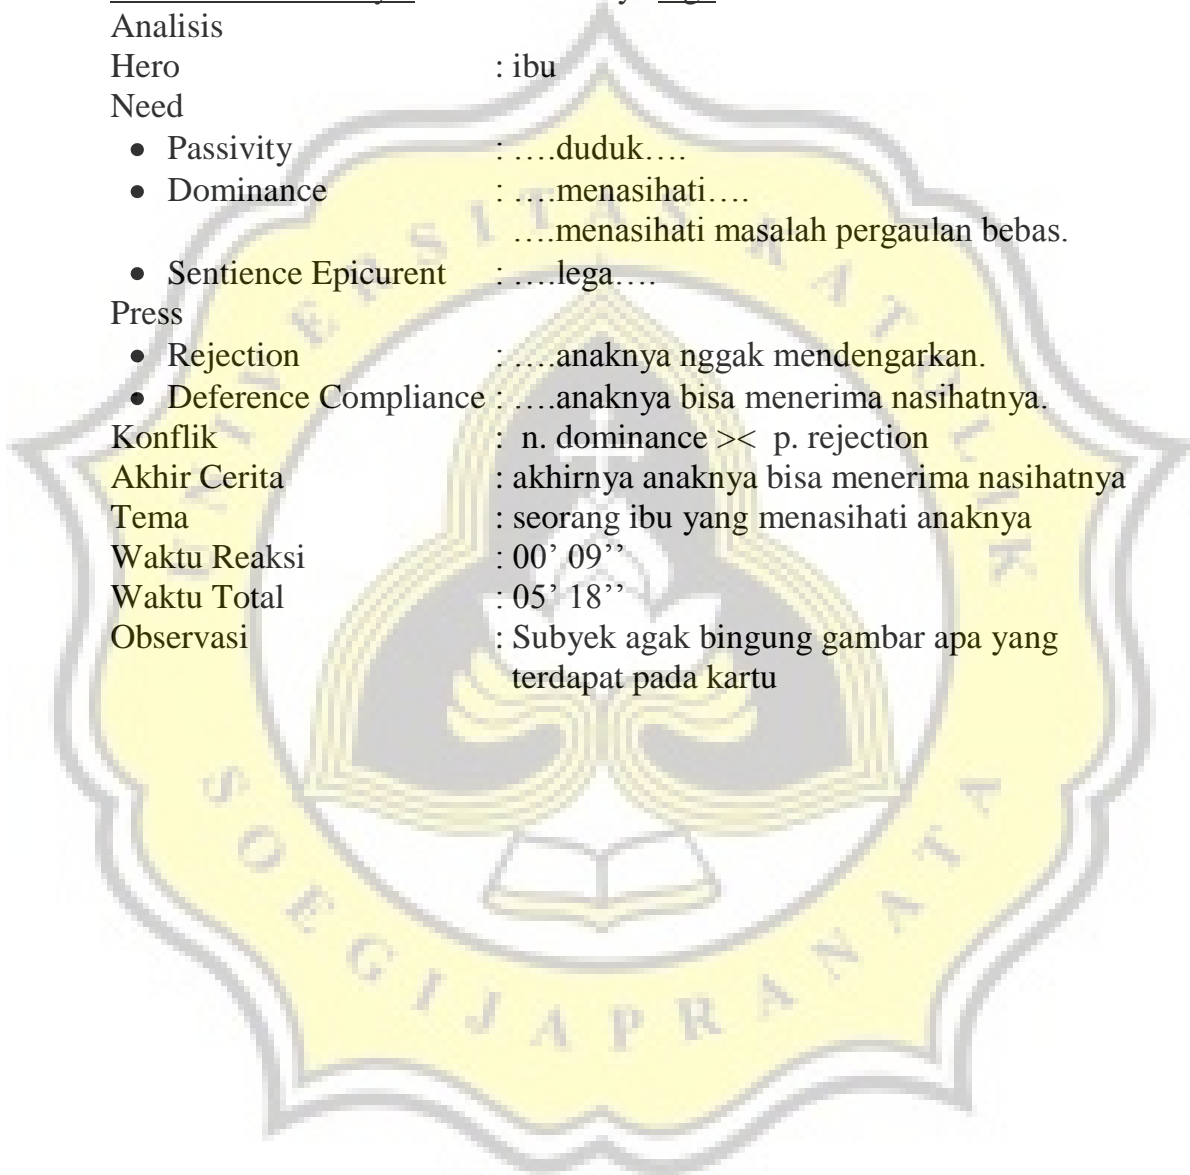 Analisis
Hero : ibu
Need
• Passivity : ….duduk….
• Dominance : ….menasihati….
….menasihati masalah pergaulan bebas.
• Sentience Epicurent : ….lega….
Press
• Rejection : ….anaknya nggak mendengarkan.
• Deference Compliance : ….anaknya bisa menerima nasihatnya.
Konflik : n. dominance >< p. rejection
Akhir Cerita : akhirnya anaknya bisa menerima nasihatnya
Tema : seorang ibu yang menasihati anaknya
Waktu Reaksi : 00’ 09’’
Waktu Total : 05’ 18’’
Observasi : Subyek agak bingung gambar apa yang
terdapat pada kartu
UNIVERSITAS KATOLIK
SOEGIJAPRANATA